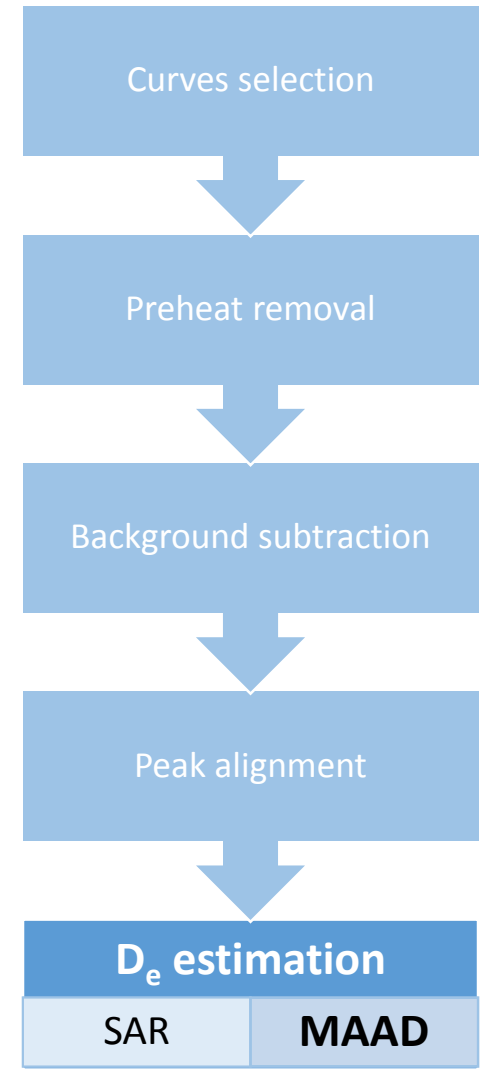 Curves selection
Preheat removal
Background subtraction
Peak alignment
Dₑ estimation
SAR MAAD